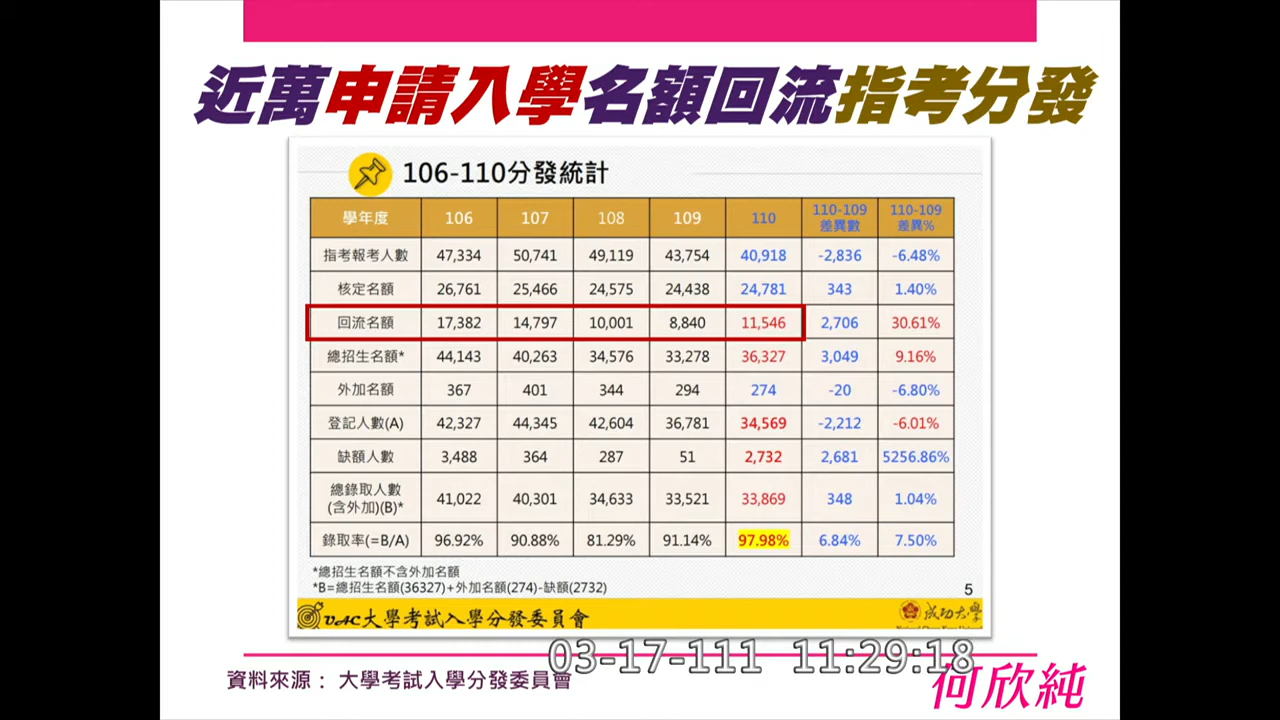 近萬申請入學名額回流指考分發
106-110分發統計
學年度 106 107 108 109 110 110-109差異數 110-109差異%
指考報考人數 47,334 50,741 49,119 43,754 40,918 -2,836 -6.48%
核定名額 26,761 25,466 24,575 24,438 24,781 343 1.40%
回流名額 17,382 14,797 10,001 8,840 11,546 2,706 30.61%
總招生名額* 44,143 40,263 34,576 33,278 36,327 3,049 9.16%
外加名額 367 401 344 294 274 -20 -6.80%
登記人數(A) 42,327 44,345 42,604 36,781 34,569 -2,212 -6.01%
缺額人數 3,488 364 287 51 2,732 2,681 5256.86%
總錄取人數(含外加)(B)* 41,022 40,301 34,633 33,521 33,869 348 1.04%
錄取率(=B/A) 96.92% 90.88% 81.29% 91.14% 97.98% 6.84% 7.50%
*總招生名額不含外加名額
*B=總招生名額(36327)+外加名額(274)-缺額(2732)
5
UAC大學考試入學分發委員會
成功大學
03-17-111 11:29:18
資料來源：大學考試入學分發委員會
何欣純